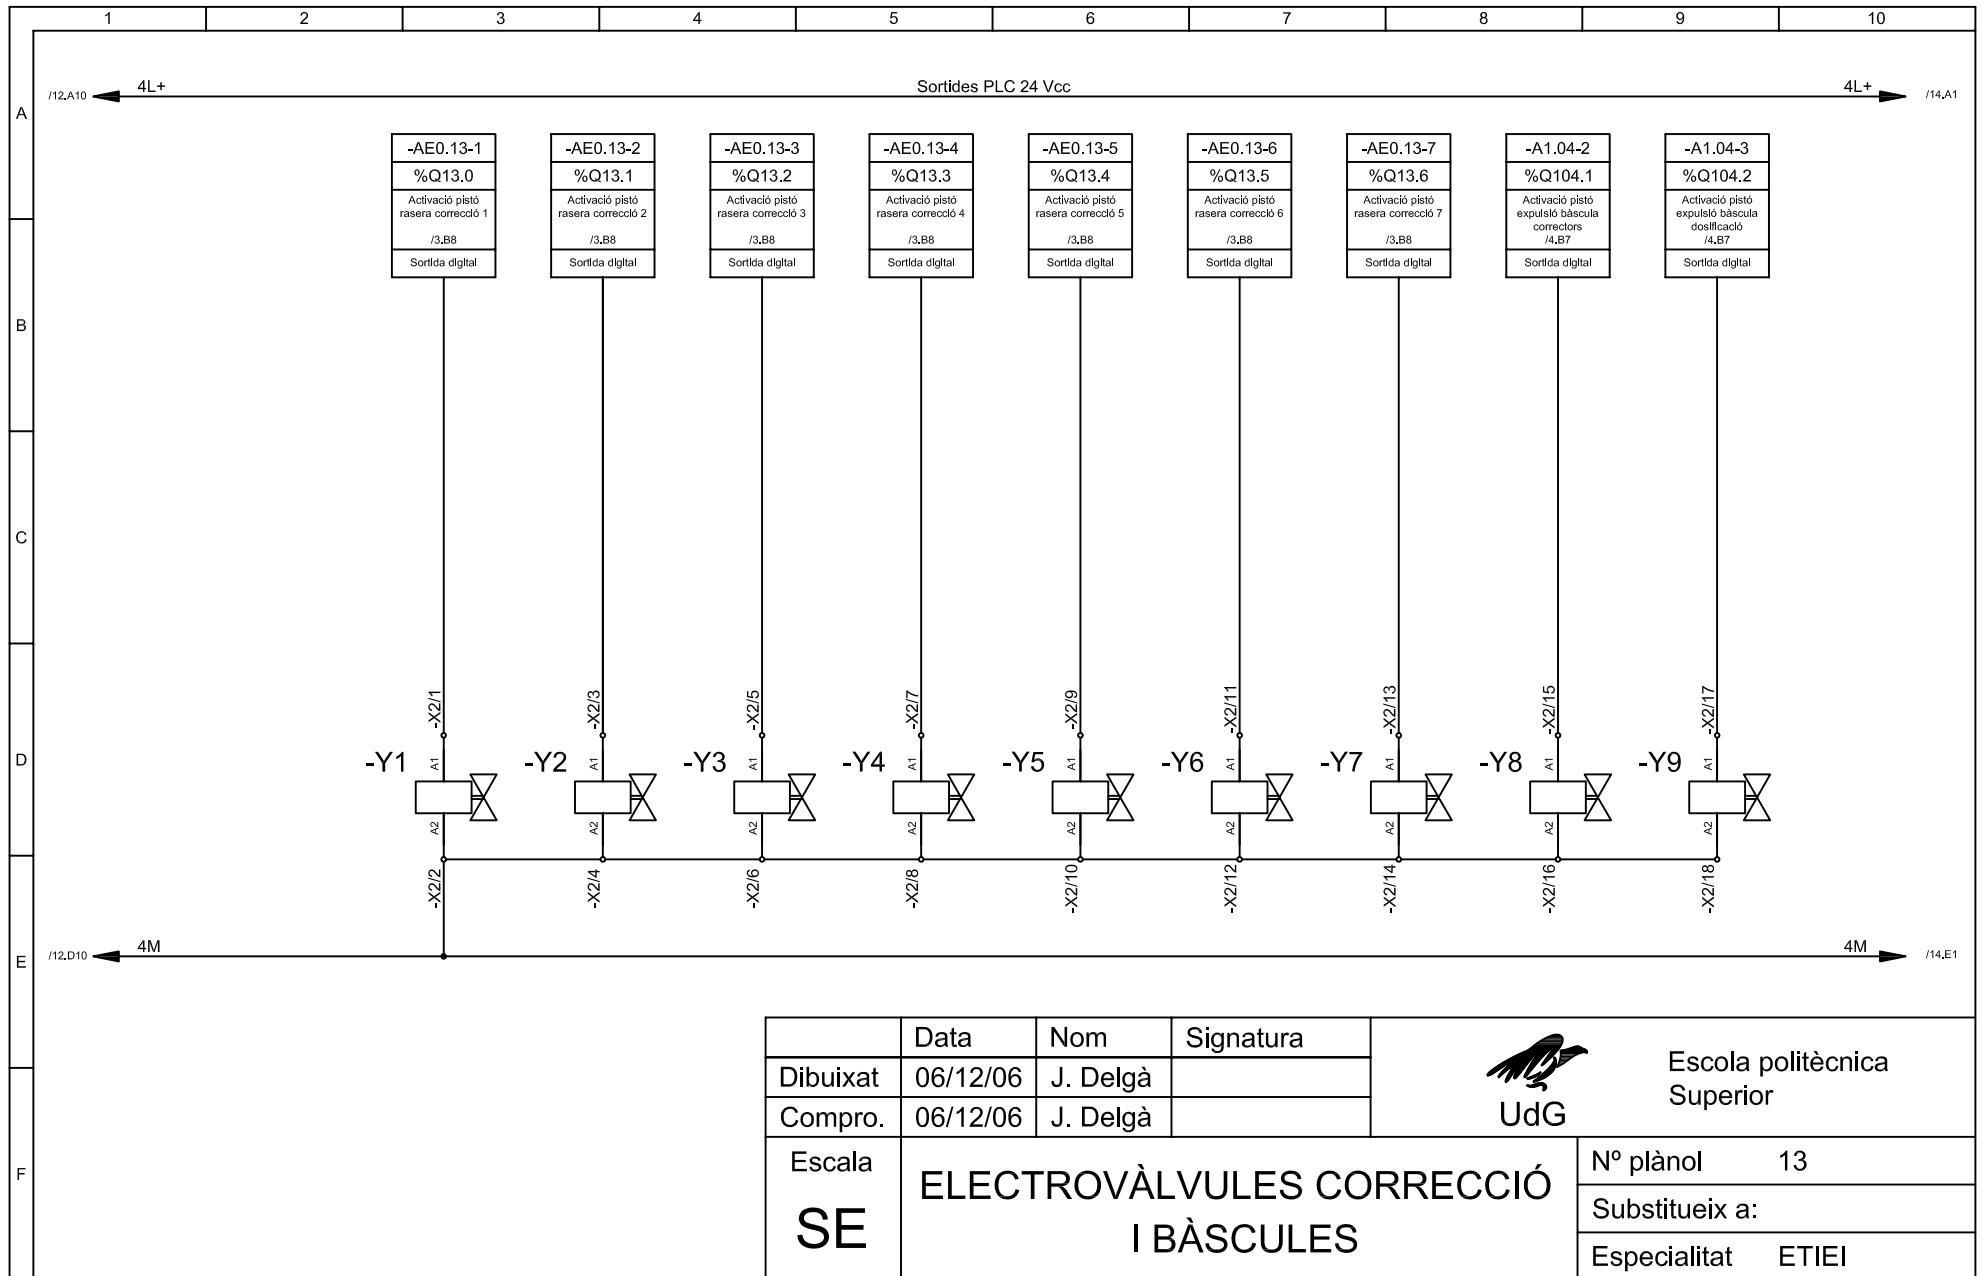 1 2 3 4 5 6 7 8 9 10
A
B
C
D
E
F
/12.A10 4L+ Sortides PLC 24 Vcc 4L+ /14.A1
-AE0.13-1
%Q13.0
Activació pistó
rasera correcció 1
/3.B8
Sortida digital
-AE0.13-2
%Q13.1
Activació pistó
rasera correcció 2
/3.B8
Sortida digital
-AE0.13-3
%Q13.2
Activació pistó
rasera correcció 3
/3.B8
Sortida digital
-AE0.13-4
%Q13.3
Activació pistó
rasera correcció 4
/3.B8
Sortida digital
-AE0.13-5
%Q13.4
Activació pistó
rasera correcció 5
/3.B8
Sortida digital
-AE0.13-6
%Q13.5
Activació pistó
rasera correcció 6
/3.B8
Sortida digital
-AE0.13-7
%Q13.6
Activació pistó
rasera correcció 7
/3.B8
Sortida digital
-A1.04-2
%Q104.1
Activació pistó
expulsló bàscula
correctors
/4.B7
Sortida digital
-A1.04-3
%Q104.2
Activació pistó
expulsló bàscula
dosificació
/4.B7
Sortida digital
-X2/1 -X2/3 -X2/5 -X2/7 -X2/9 -X2/11 -X2/13 -X2/15 -X2/17
-Y1 A1 -Y2 A1 -Y3 A1 -Y4 A1 -Y5 A1 -Y6 A1 -Y7 A1 -Y8 A1 -Y9 A1
A2 A2 A2 A2 A2 A2 A2 A2 A2
-X2/2 -X2/4 -X2/6 -X2/8 -X2/10 -X2/12 -X2/14 -X2/16 -X2/18
/12.D10 4M 4M /14.E1
Data Nom Signatura
Dibuixat 06/12/06 J. Delgà
Compro. 06/12/06 J. Delgà
UdG
Escola politècnica
Superior
Escala
SE
ELECTROVÀLVULES CORRECCIÓ
I BÀSCULES
Nº plànol 13
Substitueix a:
Especialitat ETIEI